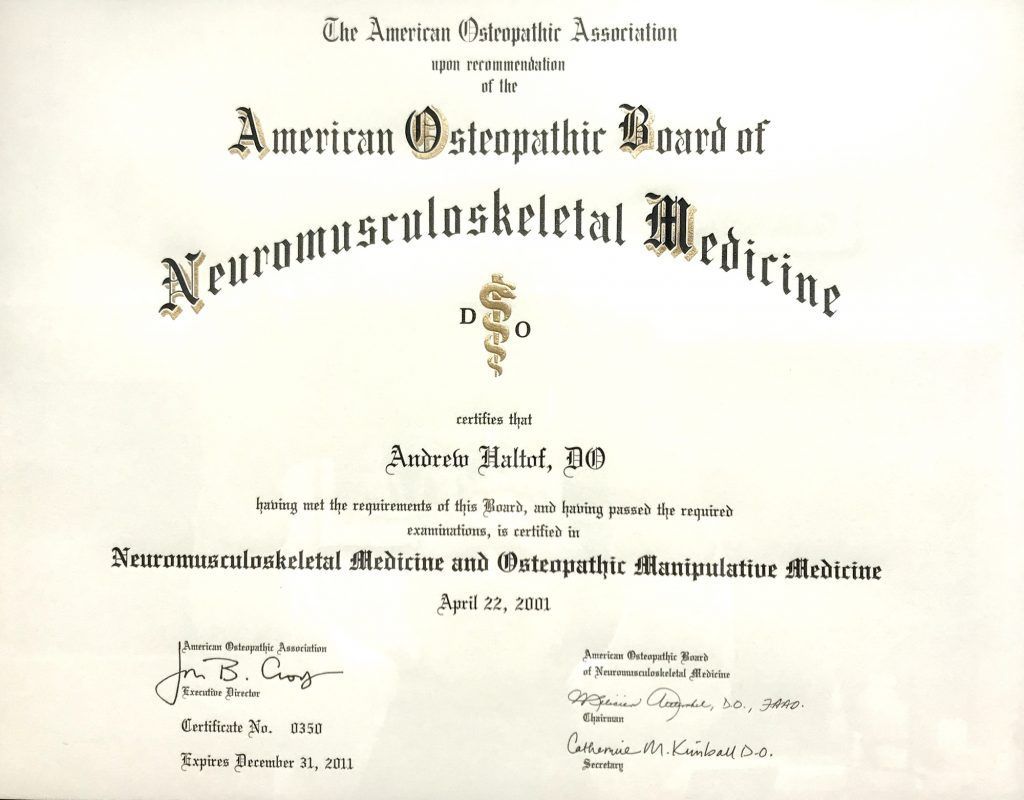 The American Osteopathic Association
upon recommendation
of the
American Osteopathic Board of
Neuromusculoskeletal Medicine
D O
certifies that
Andrew Haltof, DO
having met the requirements of this Board, and having passed the required
examinations, is certified in
Neuromusculoskeletal Medicine and Osteopathic Manipulative Medicine
April 22, 2001
American Osteopathic Association
B.
Executive Director
Certificate No. 0350
Expires December 31, 2011
American Osteopathic Board
of Neuromusculoskeletal Medicine
D.O., FAAO.
Chairman
Catherine M. Kimball D.O.
Secretary